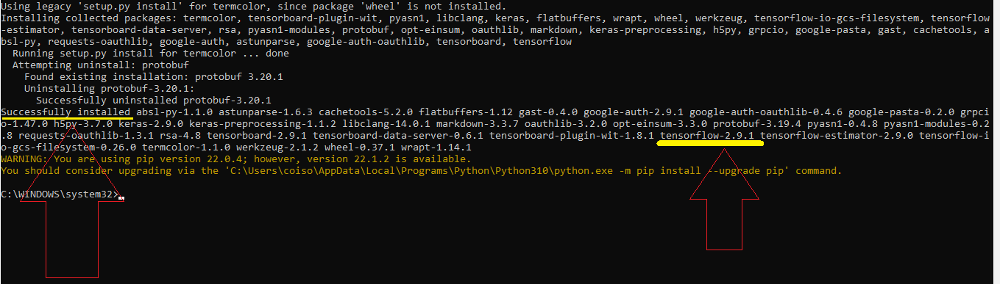 Using legacy 'setup.py install' for termcolor, since package 'wheel' is not installed.
Installing collected packages: termcolor, tensorboard-plugin-wit, pyasn1, libclang, keras, flatbuffers, wrapt, wheel, werkzeug, tensorflow-io-gcs-filesystem, tensorflow
-estimator, tensorboard-data-server, rsa, pyasn1-modules, protobuf, opt-einsum, oauthlib, markdown, keras-preprocessing, h5py, grpcio, google-pasta, gast, cachetools, a
bsl-py, requests-oauthlib, google-auth, astunparse, google-auth-oauthlib, tensorboard, tensorflow
  Running setup.py install for termcolor ... done
  Attempting uninstall: protobuf
    Found existing installation: protobuf 3.20.1
    Uninstalling protobuf-3.20.1:
      Successfully uninstalled protobuf-3.20.1
Successfully installed absl-py-1.1.0 astunparse-1.6.3 cachetools-5.2.0 flatbuffers-1.12 gast-0.4.0 google-auth-2.9.1 google-auth-oauthlib-0.4.6 google-pasta-0.2.0 grpci
o-1.47.0 h5py-3.7.0 keras-2.9.0 keras-preprocessing-1.1.2 libclang-14.0.1 markdown-3.3.7 oauthlib-3.2.0 opt-einsum-3.3.0 protobuf-3.19.4 pyasn1-0.4.8 pyasn1-modules-0.2
.8 requests-oauthlib-1.3.1 rsa-4.8 tensorboard-2.9.1 tensorboard-data-server-0.6.1 tensorboard-plugin-wit-1.8.1 tensorflow-2.9.1 tensorflow-estimator-2.9.0 tensorflow-i
o-gcs-filesystem-0.26.0 termcolor-1.1.0 werkzeug-2.1.2 wheel-0.37.1 wrapt-1.14.1
WARNING: You are using pip version 22.0.4; however, version 22.1.2 is available.
You should consider upgrading via the 'C:\Users\coiso\AppData\Local\Programs\Python\Python310\python.exe -m pip install --upgrade pip' command.
C:\WINDOWS\system32>